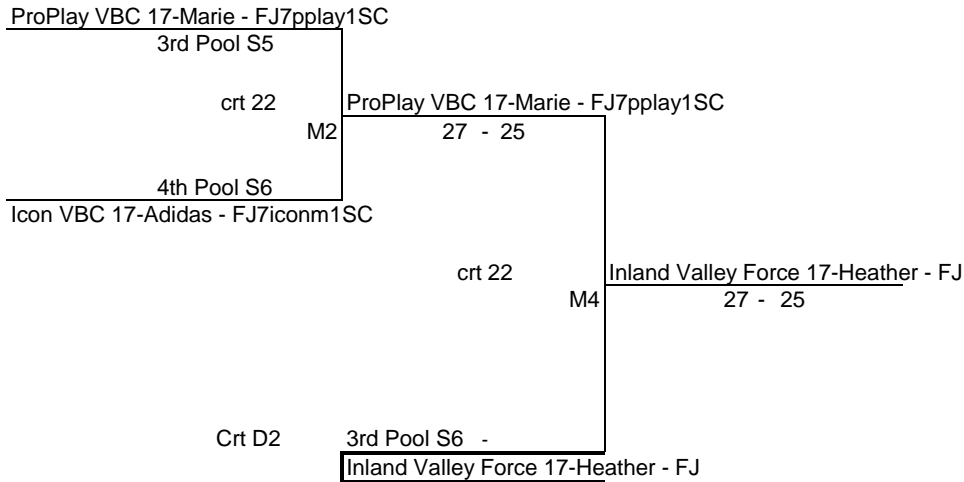 ProPlay VBC 17-Marie - FJ7pplay1SC
3rd Pool S5
crt 22
ProPlay VBC 17-Marie - FJ7pplay1SC
M2
27 - 25
4th Pool S6
Icon VBC 17-Adidas - FJ7iconm1SC
crt 22
Inland Valley Force 17-Heather - FJ
M4
27 - 25
Crt D2
3rd Pool S6 -
Inland Valley Force 17-Heather - FJ